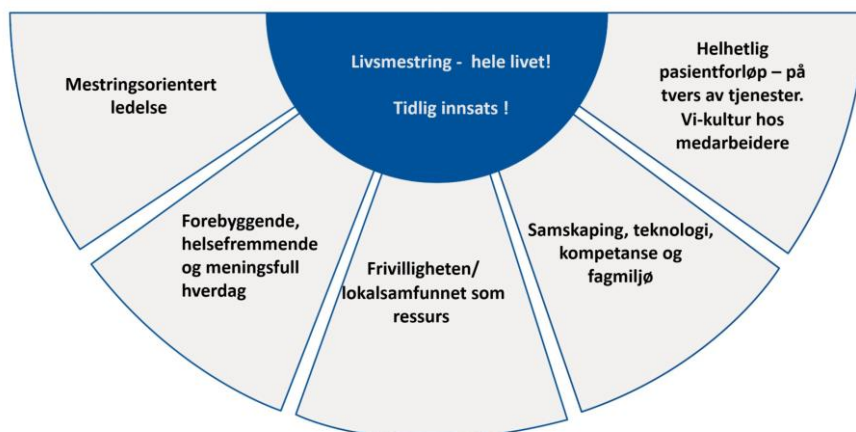 Livsmestring - hele livet!
Tidlig innsats !
Mestringsorientert
ledelse
Forebyggende,
helsefremmende
og meningsfull
hverdag
Frivilligheten/
lokalsamfunnet som
ressurs
Samskaping, teknologi,
kompetanse og
fagmiljø
Helhetlig
pasientforløp – på
tvers av tjenester.
Vi-kultur hos
medarbeidere